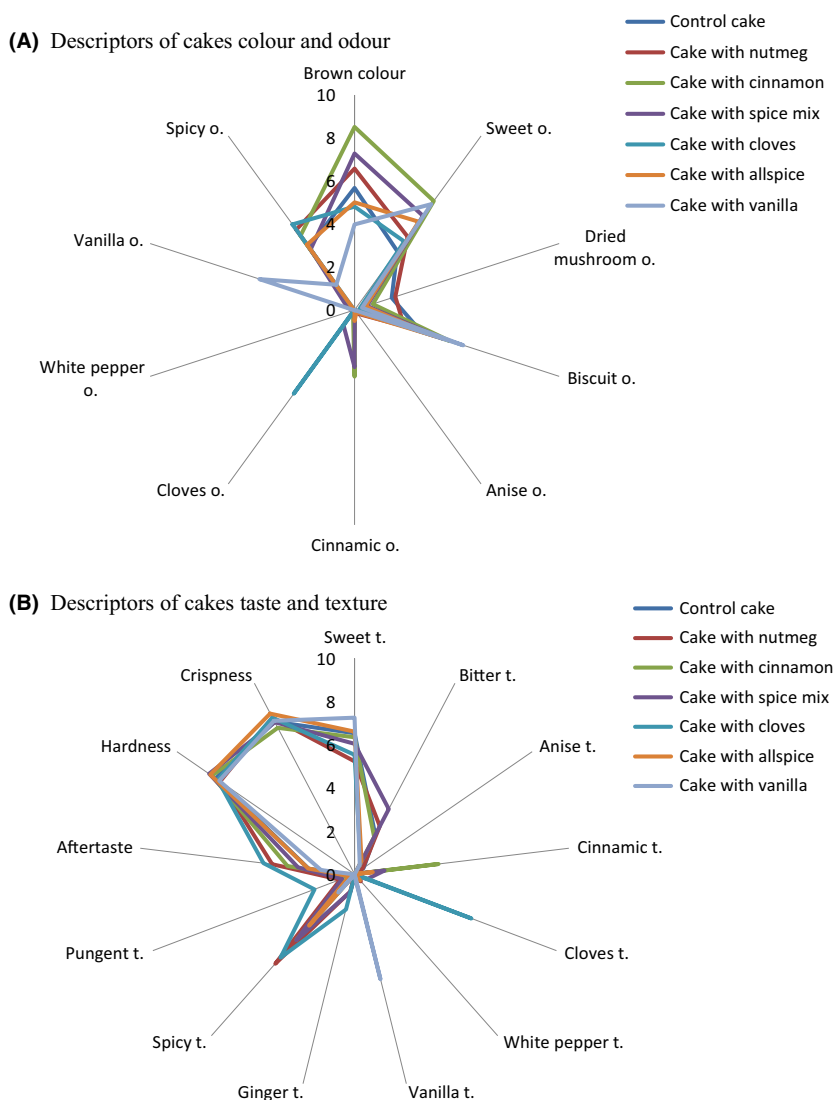 (A) Descriptors of cakes colour and odour
Control cake
Cake with nutmeg
Cake with cinnamon
Cake with spice mix
Cake with cloves
Cake with allspice
Cake with vanilla
Brown colour
10
8
6
4
2
0
Sweet o.
Dried
mushroom o.
Biscuit o.
Anise o.
Cinnamic o.
Cloves o.
White pepper
o.
Vanilla o.
Spicy o.
(B) Descriptors of cakes taste and texture
Control cake
Cake with nutmeg
Cake with cinnamon
Cake with spice mix
Cake with cloves
Cake with allspice
Cake with vanilla
Sweet t.
10
8
6
4
2
0
Bitter t.
Anise t.
Cinnamic t.
Cloves t.
White pepper t.
Vanilla t.
Ginger t.
Spicy t.
Pungent t.
Aftertaste
Hardness
Crispness